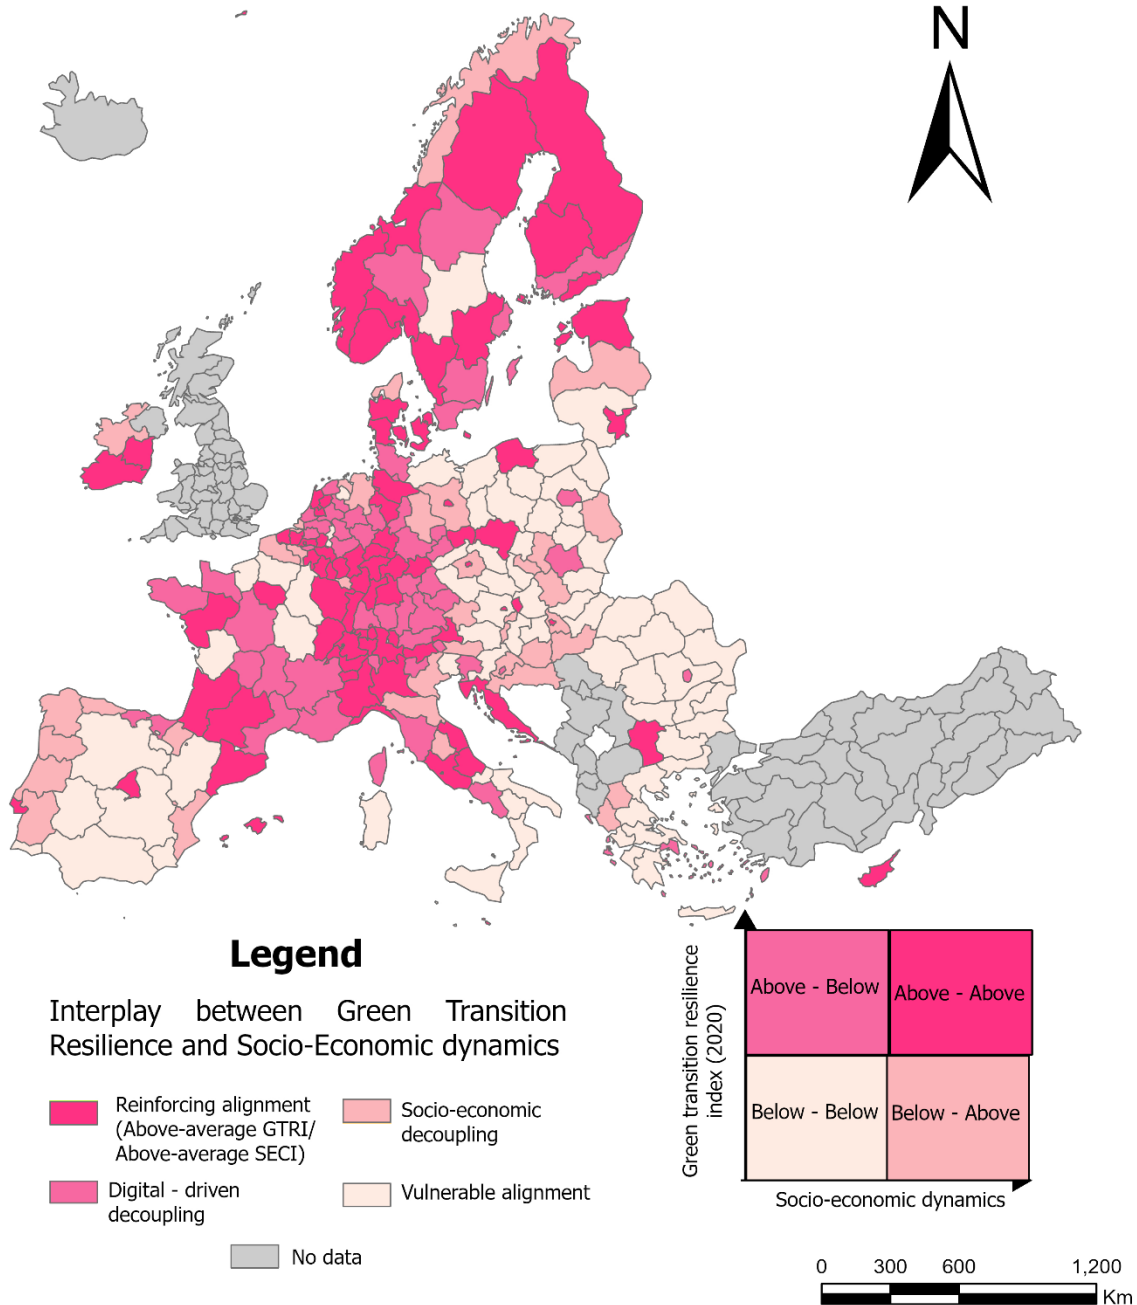 N
Legend
Interplay between Green Transition
Resilience and Socio-Economic dynamics
Reinforcing alignment
(Above-average GTRI/
Above-average SECI)
Socio-economic
decoupling
Digital - driven
decoupling
Vulnerable alignment
No data
Green transition resilience
index (2020)
Above - Below
Above - Above
Below - Below
Below - Above
Socio-economic dynamics
0 300 600 1,200
Km